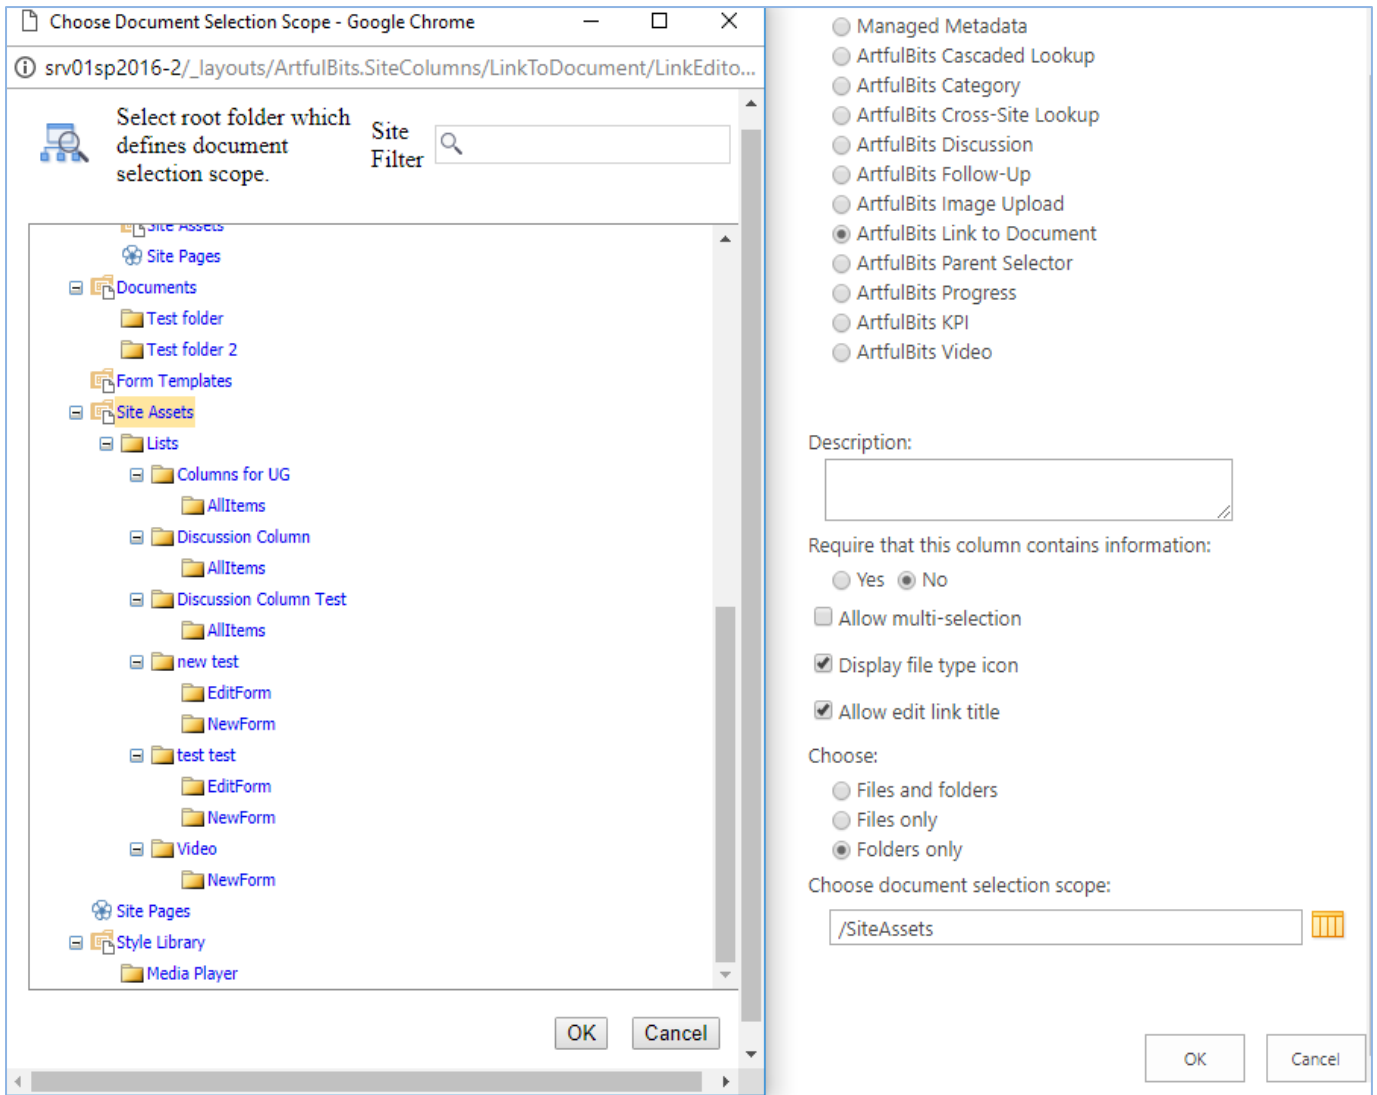 Choose Document Selection Scope - Google Chrome
srv01sp2016-2/_layouts/ArtfulBits.SiteColumns/LinkToDocument/LinkEdito...
Select root folder which
defines document
selection scope.
Site
Filter
Site Assets
Site Pages
Documents
Test folder
Test folder 2
Form Templates
Site Assets
Lists
Columns for UG
AllItems
Discussion Column
AllItems
Discussion Column Test
AllItems
new test
EditForm
NewForm
test test
EditForm
NewForm
Video
NewForm
Site Pages
Style Library
Media Player
OK Cancel
Managed Metadata
ArtfulBits Cascaded Lookup
ArtfulBits Category
ArtfulBits Cross-Site Lookup
ArtfulBits Discussion
ArtfulBits Follow-Up
ArtfulBits Image Upload
ArtfulBits Link to Document
ArtfulBits Parent Selector
ArtfulBits Progress
ArtfulBits KPI
ArtfulBits Video
Description:
Require that this column contains information:
Yes No
Allow multi-selection
Display file type icon
Allow edit link title
Choose:
Files and folders
Files only
Folders only
Choose document selection scope:
/SiteAssets
OK Cancel